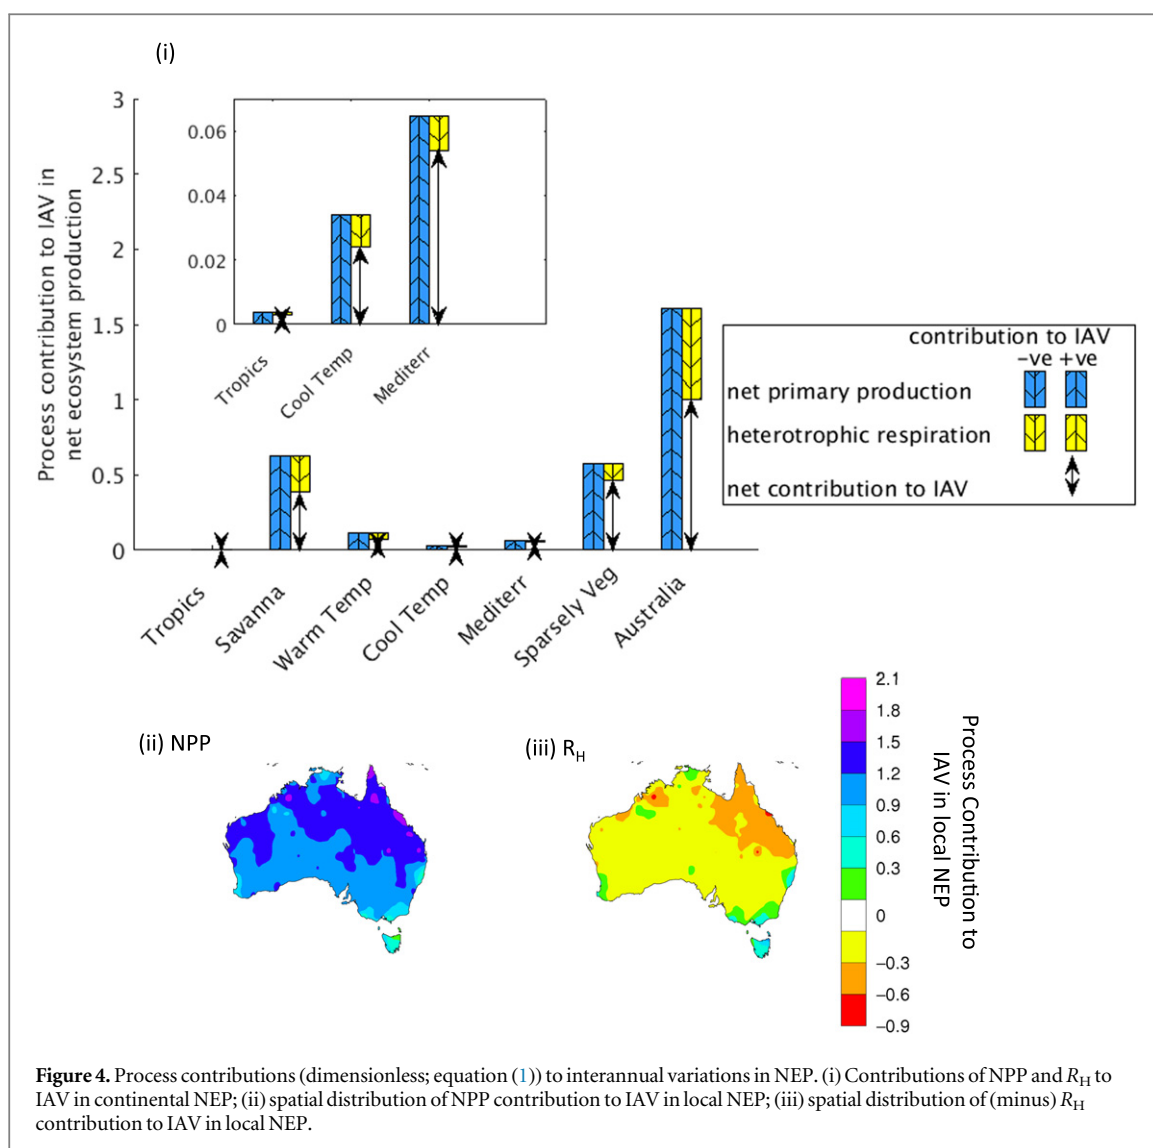 (i)
3
2.5
2
1.5
1
0.5
0
Process contribution to IAV in
net ecosystem production
0.06
0.04
0.02
0
Tropics
Cool Temp
Mediterr
Tropics
Savanna
Warm Temp
Cool Temp
Mediterr
Sparsely Veg
Australia
contribution to IAV
−ve +ve
net primary production
heterotrophic respiration
net contribution to IAV
(ii) NPP
(iii) RH
2.1
1.8
1.5
1.2
0.9
0.6
0.3
0
−0.3
−0.6
−0.9
Process Contribution to
IAV in local NEP
Figure 4. Process contributions (dimensionless; equation (1)) to interannual variations in NEP. (i) Contributions of NPP and RH to
IAV in continental NEP; (ii) spatial distribution of NPP contribution to IAV in local NEP; (iii) spatial distribution of (minus) RH
contribution to IAV in local NEP.